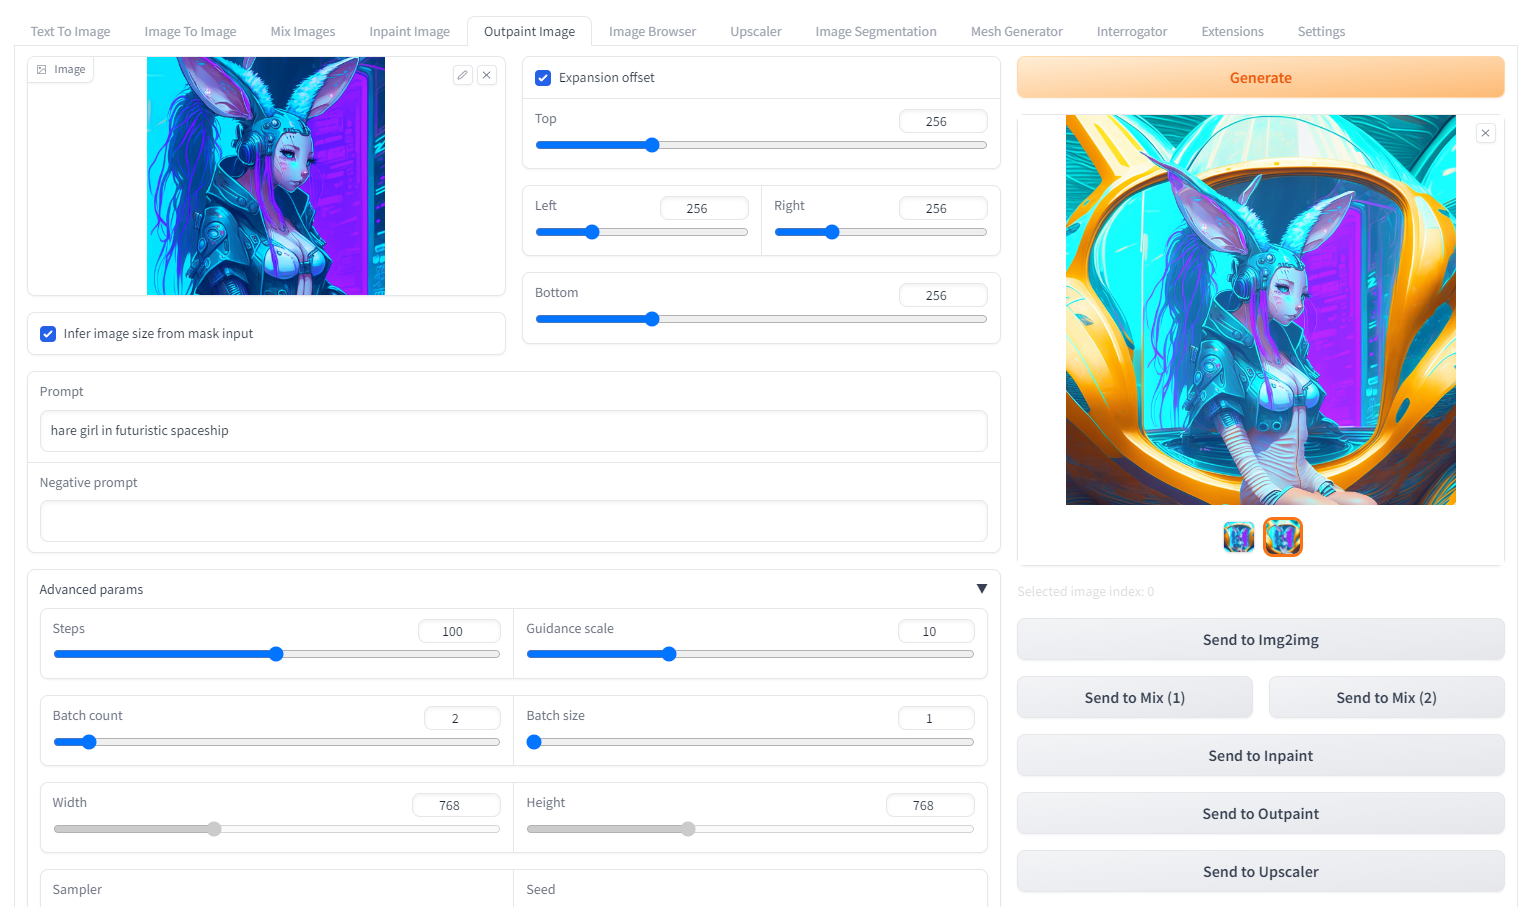 Text To Image
Image To Image
Mix Images
Inpaint Image
Outpaint Image
Image Browser
Upscaler
Image Segmentation
Mesh Generator
Interrogator
Extensions
Settings
Image
Infer image size from mask input
Expansion offset
Top
256
Left
256
Right
256
Bottom
256
Prompt
hare girl in futuristic spaceship
Negative prompt
Advanced params
Steps
100
Guidance scale
10
Batch count
2
Batch size
1
Width
768
Height
768
Sampler
Seed
Generate
Selected image index: 0
Send to Img2img
Send to Mix (1)
Send to Mix (2)
Send to Inpaint
Send to Outpaint
Send to Upscaler